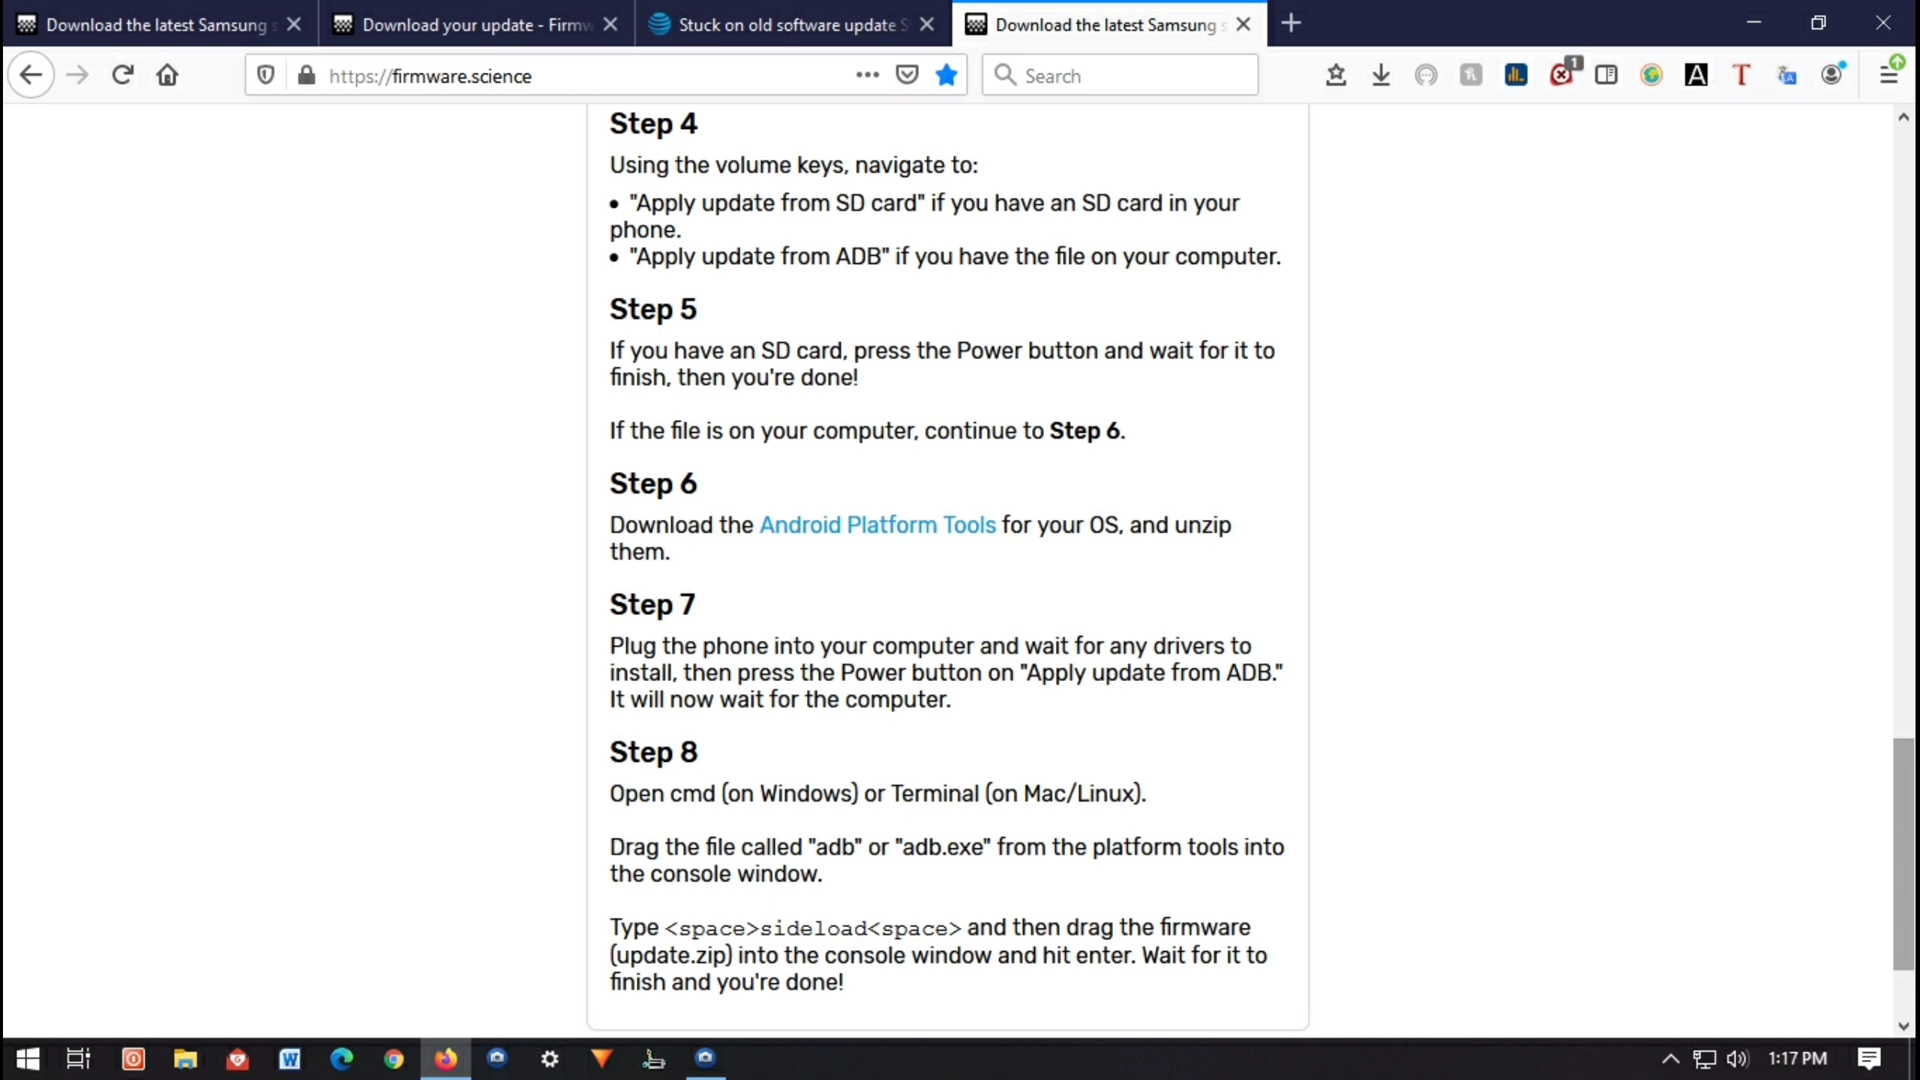 Download the latest Samsung s
Download your update - Firmw
Stuck on old software update S
Download the latest Samsung s
https://firmware.science
Search
1
A
T
Step 4
Using the volume keys, navigate to:
• "Apply update from SD card" if you have an SD card in your
phone.
• "Apply update from ADB" if you have the file on your computer.
Step 5
If you have an SD card, press the Power button and wait for it to
finish, then you're done!
If the file is on your computer, continue to Step 6.
Step 6
Download the Android Platform Tools for your OS, and unzip
them.
Step 7
Plug the phone into your computer and wait for any drivers to
install, then press the Power button on "Apply update from ADB."
It will now wait for the computer.
Step 8
Open cmd (on Windows) or Terminal (on Mac/Linux).
Drag the file called "adb" or "adb.exe" from the platform tools into
the console window.
Type <space>sideload<space> and then drag the firmware
(update.zip) into the console window and hit enter. Wait for it to
finish and you're done!
1:17 PM